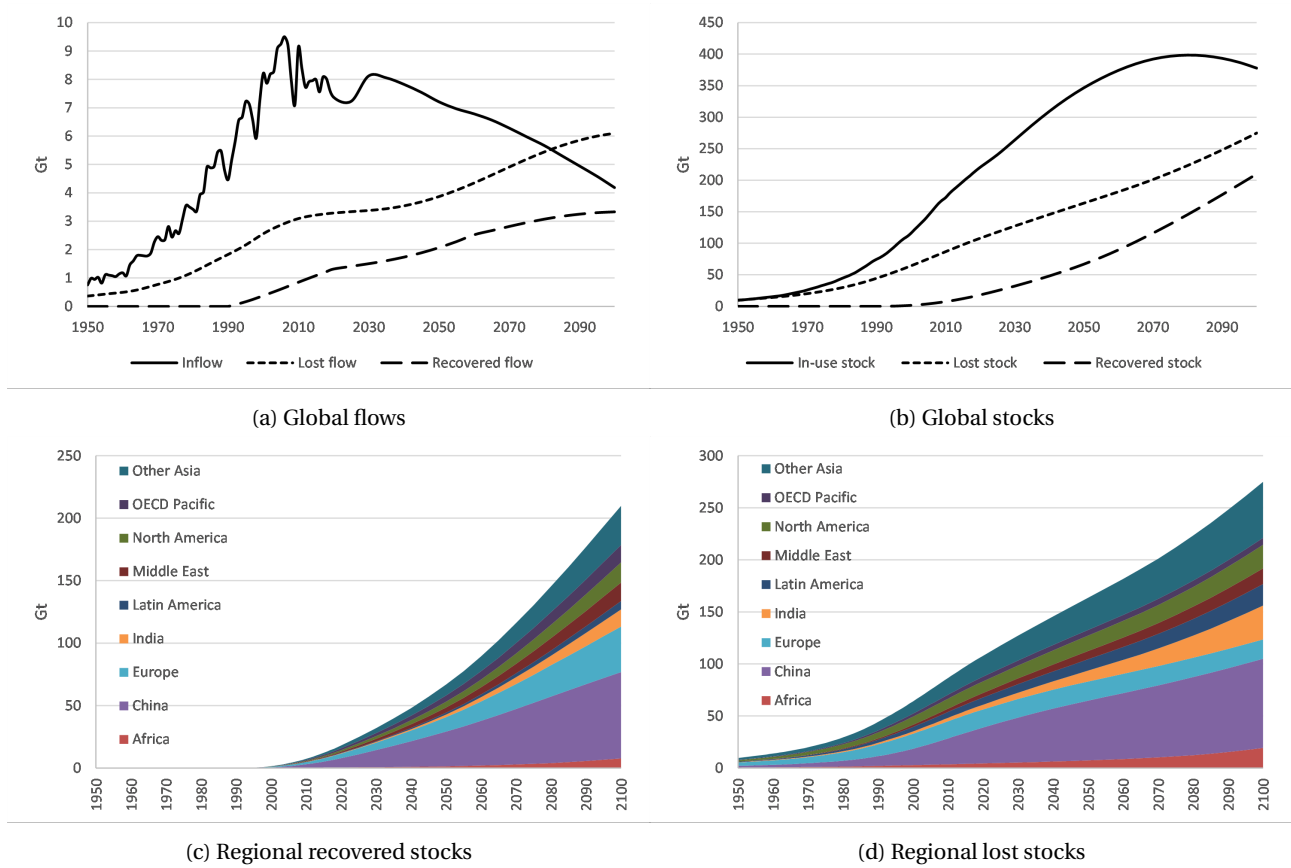 10
9
8
7
6
5
4
3
2
1
0
Gt
1950 1970 1990 2010 2030 2050 2070 2090
Inflow Lost flow Recovered flow
(a) Global flows
450
400
350
300
250
200
150
100
50
0
Gt
1950 1970 1990 2010 2030 2050 2070 2090
In-use stock Lost stock Recovered stock
(b) Global stocks
250
200
150
100
50
0
Gt
Other Asia
OECD Pacific
North America
Middle East
Latin America
India
Europe
China
Africa
1950 1960 1970 1980 1990 2000 2010 2020 2030 2040 2050 2060 2070 2080 2090 2100
(c) Regional recovered stocks
300
250
200
150
100
50
0
Gt
Other Asia
OECD Pacific
North America
Middle East
Latin America
India
Europe
China
Africa
1950 1960 1970 1980 1990 2000 2010 2020 2030 2040 2050 2060 2070 2080 2090 2100
(d) Regional lost stocks